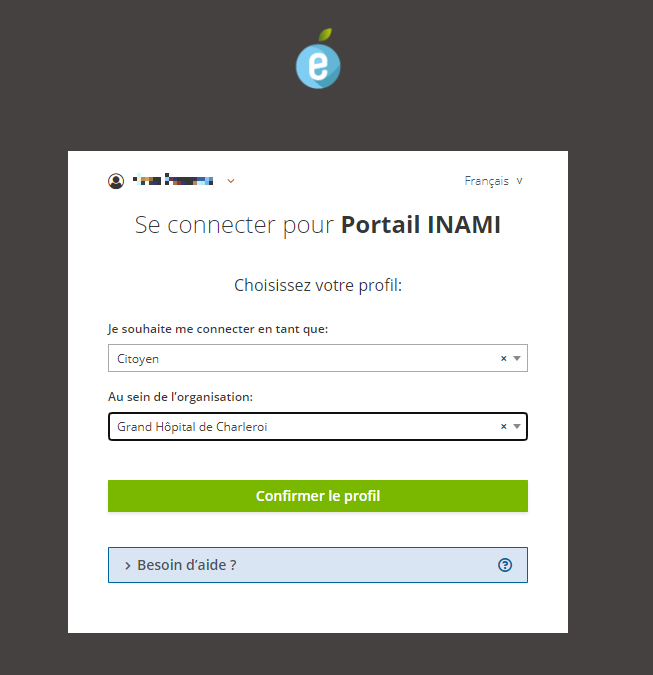 e
Français
Se connecter pour Portail INAMI
Choisissez votre profil:
Je souhaite me connecter en tant que:
Citoyen
Au sein de l’organisation:
Grand Hôpital de Charleroi
Confirmer le profil
Besoin d’aide ?